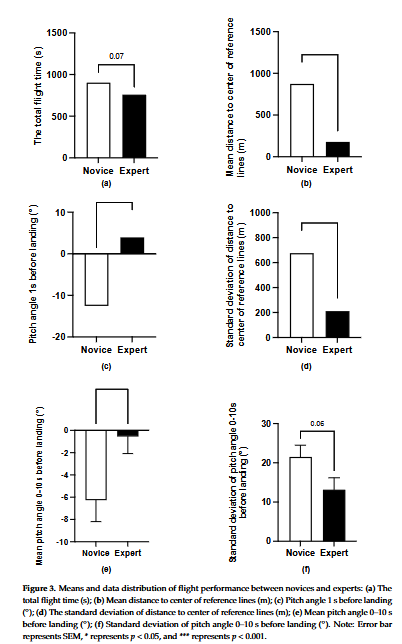 The total flight time (s)
1500
1000
500
0
0.07
Novice Expert
(a)
Mean distance to center of reference
lines (m)
1500
1000
500
0
Novice Expert
(b)
Pitch angle 1s before landing (°)
10
0
-10
-20
Novice Expert
(c)
Standard deviation of distance to
center of reference lines (m)
1000
800
600
400
200
0
Novice Expert
(d)
Mean pitch angle 0-10s before landing (°)
0
-2
-4
-6
-8
-10
Novice Expert
(e)
Standard deviation of pitch angle 0-10s
before landing (°)
30
20
10
0
0.06
Novice Expert
(f)
Figure 3. Means and data distribution of flight performance between novices and experts: (a) The
total flight time (s); (b) Mean distance to center of reference lines (m); (c) Pitch angle 1 s before landing
(°); (d) The standard deviation of distance to center of reference lines (m); (e) Mean pitch angle 0–10 s
before landing (°); (f) Standard deviation of pitch angle 0–10 s before landing (°). Note: Error bar
represents SEM, * represents p < 0.05, and *** represents p < 0.001.